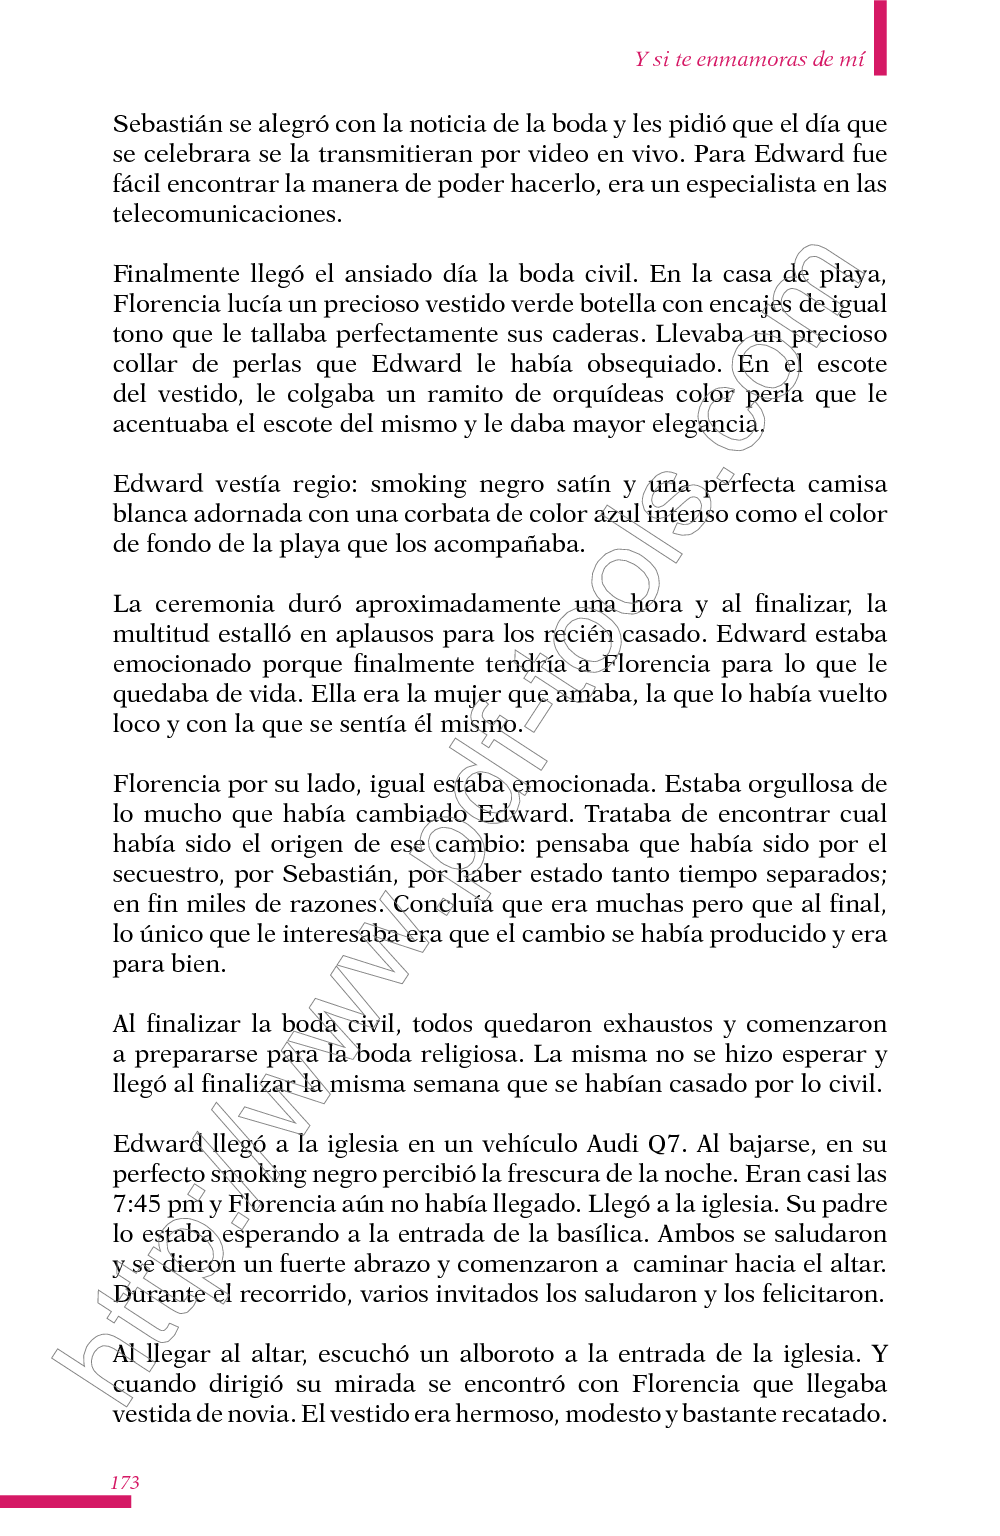 Y si te enmamoras de mí
Sebastián se alegró con la noticia de la boda y les pidió que el día que
se celebrara se la transmitieran por video en vivo. Para Edward fue
fácil encontrar la manera de poder hacerlo, era un especialista en las
telecomunicaciones.
Finalmente llegó el ansiado día la boda civil. En la casa de playa,
Florencia lucía un precioso vestido verde botella con encajes de igual
tono que le tallaba perfectamente sus caderas. Llevaba un precioso
collar de perlas que Edward le había obsequiado. En el escote
del vestido, le colgaba un ramito de orquídeas color perla que le
acentuaba el escote del mismo y le daba mayor elegancia.
Edward vestía regio: smoking negro satín y una perfecta camisa
blanca adornada con una corbata de color azul intenso como el color
de fondo de la playa que los acompañaba.
La ceremonia duró aproximadamente una hora y al finalizar, la
multitud estalló en aplausos para los recién casado. Edward estaba
emocionado porque finalmente tendría a Florencia para lo que le
quedaba de vida. Ella era la mujer que amaba, la que lo había vuelto
loco y con la que se sentía él mismo.
Florencia por su lado, igual estaba emocionada. Estaba orgullosa de
lo mucho que había cambiado Edward. Trataba de encontrar cual
había sido el origen de ese cambio: pensaba que había sido por el
secuestro, por Sebastián, por haber estado tanto tiempo separados;
en fin miles de razones. Concluía que era muchas pero que al final,
lo único que le interesaba era que el cambio se había producido y era
para bien.
Al finalizar la boda civil, todos quedaron exhaustos y comenzaron
a prepararse para la boda religiosa. La misma no se hizo esperar y
llegó al finalizar la misma semana que se habían casado por lo civil.
Edward llegó a la iglesia en un vehículo Audi Q7. Al bajarse, en su
perfecto smoking negro percibió la frescura de la noche. Eran casi las
7:45 pm y Florencia aún no había llegado. Llegó a la iglesia. Su padre
lo estaba esperando a la entrada de la basílica. Ambos se saludaron
y se dieron un fuerte abrazo y comenzaron a  caminar hacia el altar.
Durante el recorrido, varios invitados los saludaron y los felicitaron.
Al llegar al altar, escuchó un alboroto a la entrada de la iglesia. Y
cuando dirigió su mirada se encontró con Florencia que llegaba
vestida de novia. El vestido era hermoso, modesto y bastante recatado.
173
http://www.pdf-tools.com